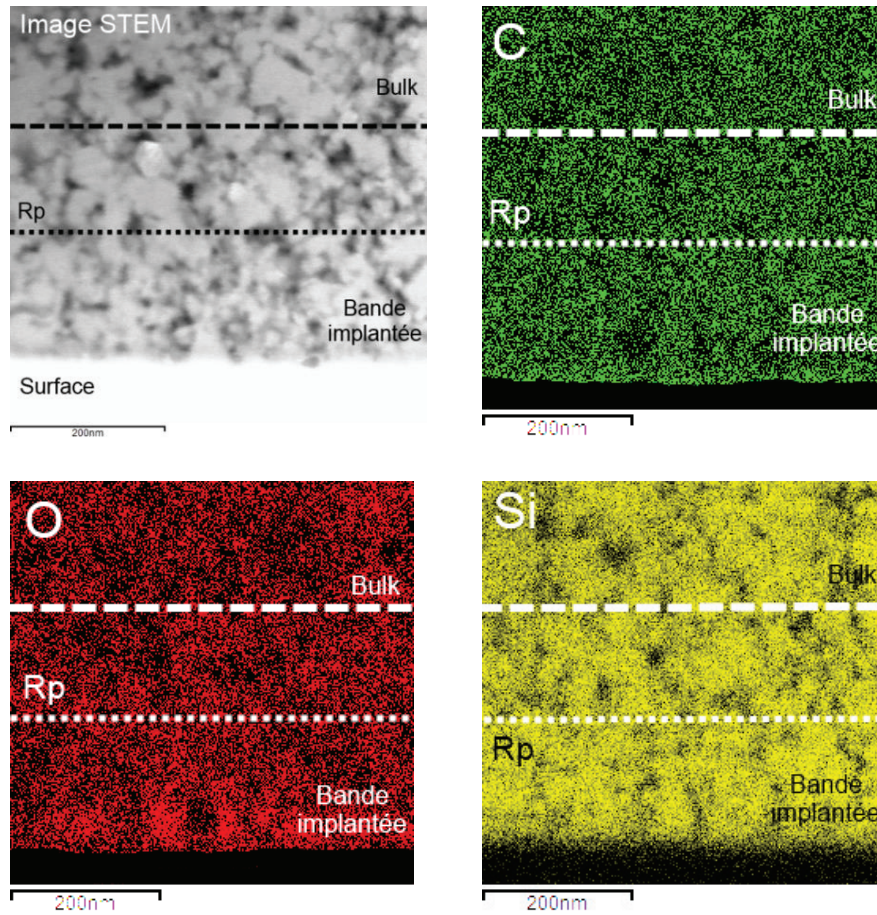 Image STEM
Bulk
Rp
Bande
implantée
Surface
200nm
C
Bulk
Rp
Bande
implantée
200nm
O
Bulk
Rp
Bande
implantée
200nm
Si
Bulk
Rp
Bande
implantée
200nm